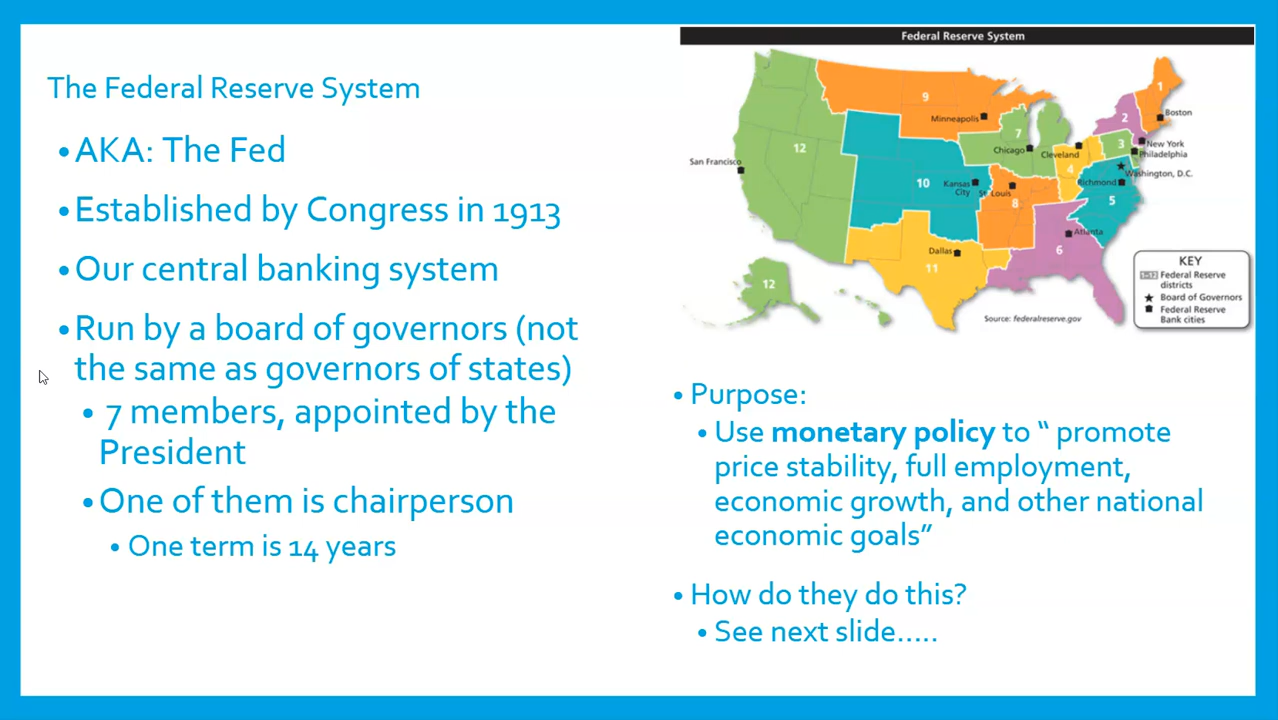 The Federal Reserve System
•AKA: The Fed
•Established by Congress in 1913
•Our central banking system
•Run by a board of governors (not
the same as governors of states)
• 7 members, appointed by the
President
•One of them is chairperson
• One term is 14 years
Federal Reserve System
1
9
Boston
Minneapolis
2
7
12
3
New York
Chicago
Cleveland
Philadelphia
San Francisco
4
Washington, D.C.
10
Kansas
City
St. Louis
Richmond
8
5
Atlanta
Dallas
6
11
12
KEY
1-12 Federal Reserve
districts
★ Board of Governors
Federal Reserve
Bank cities
Source: federalreserve.gov
• Purpose:
• Use monetary policy to “ promote
price stability, full employment,
economic growth, and other national
economic goals”
• How do they do this?
• See next slide.....